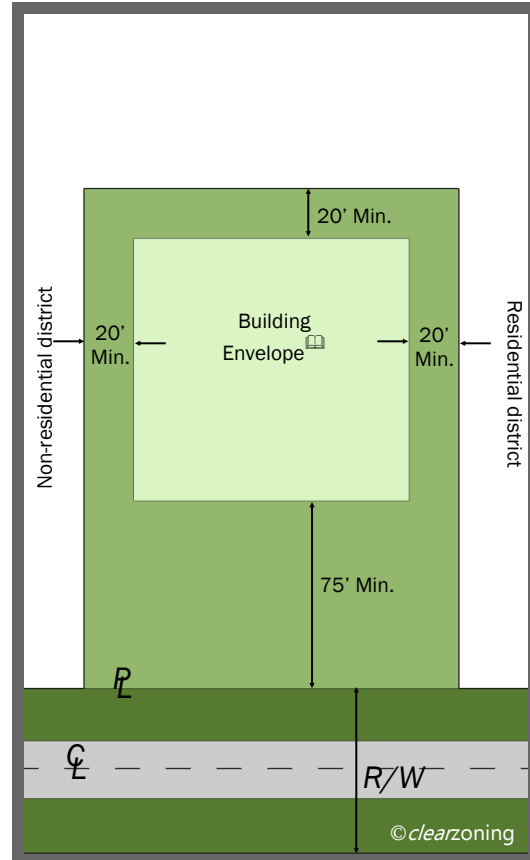 20' Min.
Non-residential district
20'
Min.
Building
Envelope
20'
Min.
Residential district
75' Min.
PL
CL
R/W
©clearzoning